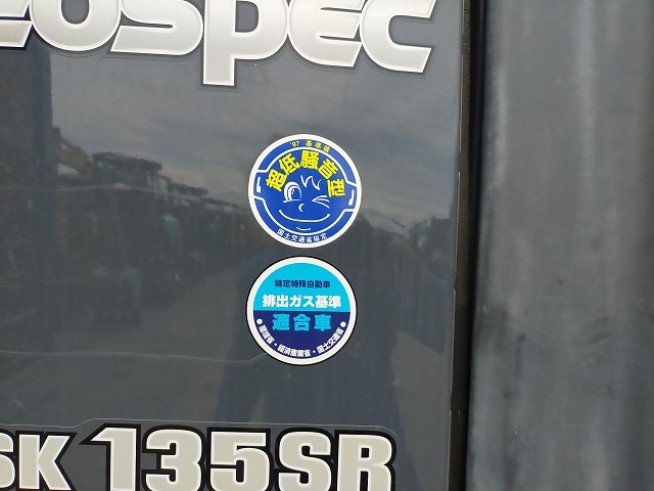 eospec
'97 基準値
超低騒音型
国土交通省指定
特定特殊自動車
排出ガス基準
適合車
環境省・経済産業省・国土交通省
SK 135SR